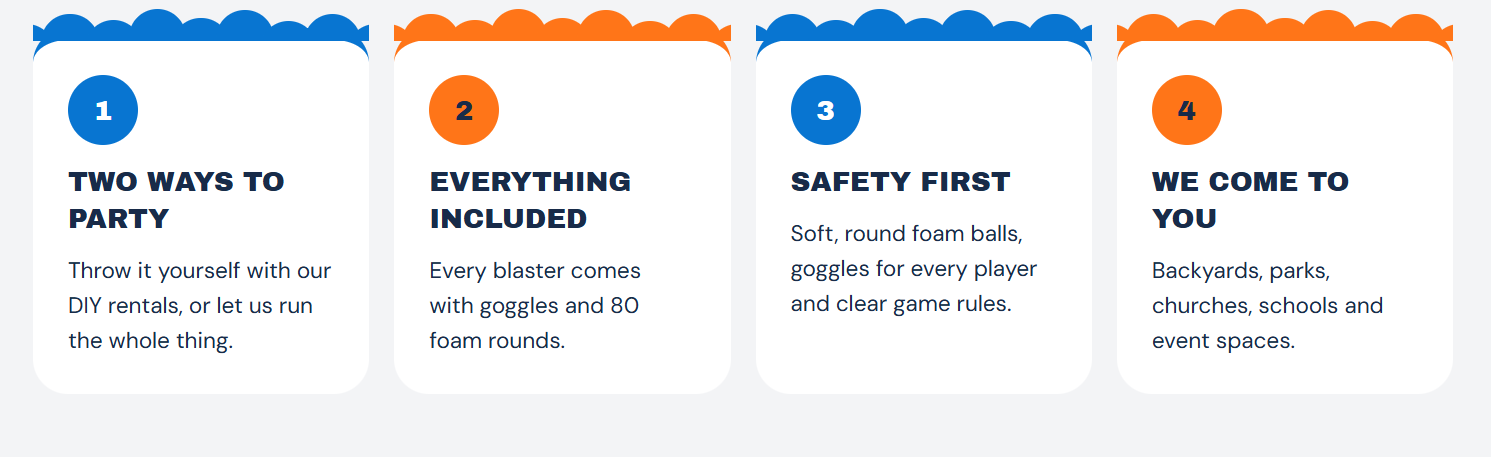 1
TWO WAYS TO
PARTY
Throw it yourself with our
DIY rentals, or let us run
the whole thing.
2
EVERYTHING
INCLUDED
Every blaster comes
with goggles and 80
foam rounds.
3
SAFETY FIRST
Soft, round foam balls,
goggles for every player
and clear game rules.
4
WE COME TO
YOU
Backyards, parks,
churches, schools and
event spaces.